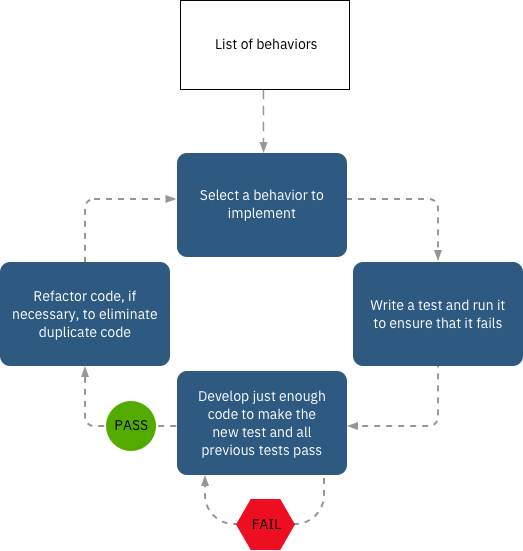 List of behaviors
Select a behavior to
implement
Refactor code, if
necessary, to eliminate
duplicate code
Write a test and run it
to ensure that it fails
Develop just enough
code to make the
new test and all
previous tests pass
PASS
FAIL